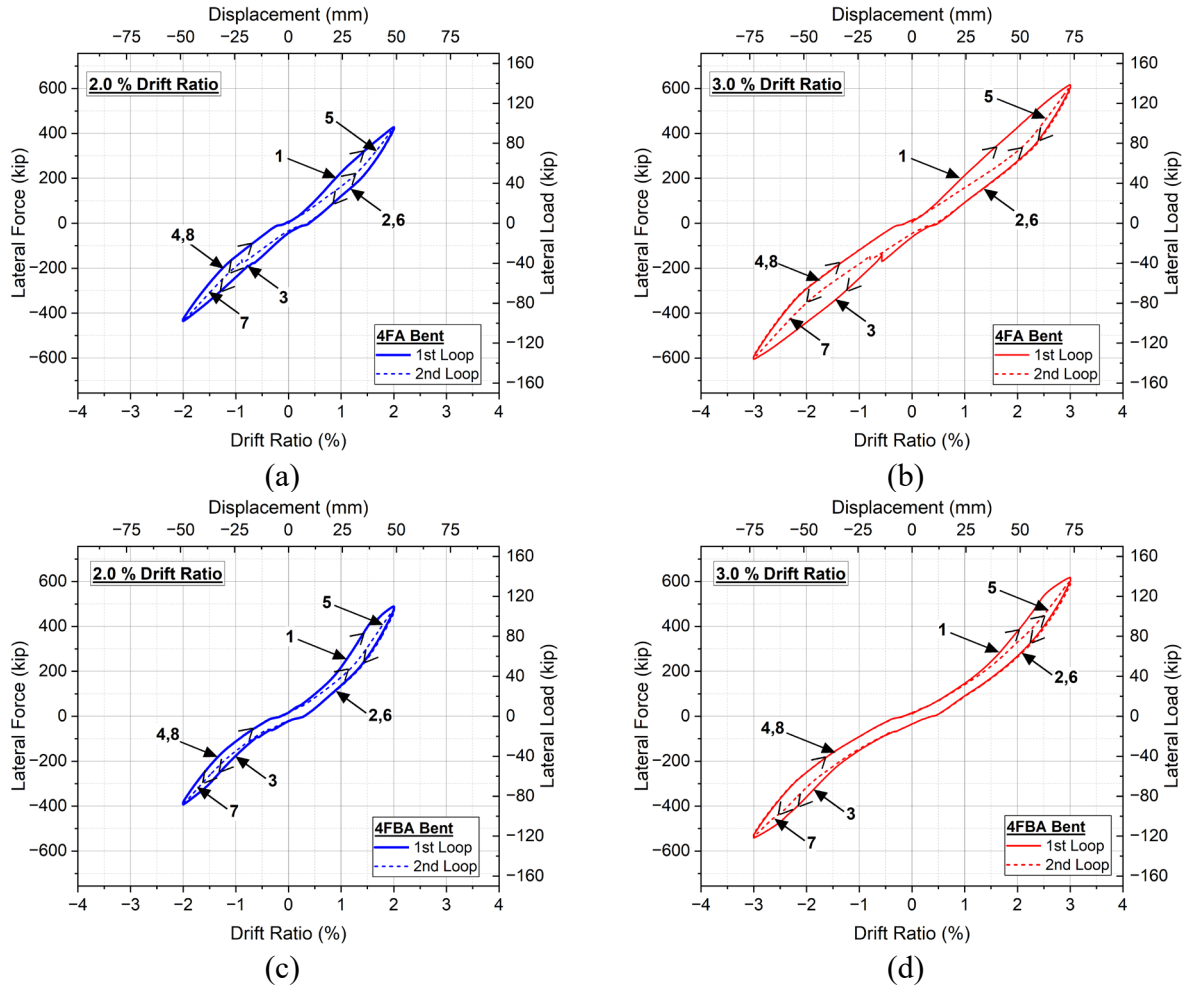 Displacement (mm)
−75 −50 −25 0 25 50 75
2.0 % Drift Ratio
600
400
200
0
−200
−400
−600
Lateral Force (kip)
160
120
80
40
0
−40
−80
−120
−160
Lateral Load (kip)
5
1
2,6
4,8
3
7
4FA Bent
1st Loop
2nd Loop
−4 −3 −2 −1 0 1 2 3 4
Drift Ratio (%)
(a)
Displacement (mm)
−75 −50 −25 0 25 50 75
3.0 % Drift Ratio
600
400
200
0
−200
−400
−600
Lateral Force (kip)
160
120
80
40
0
−40
−80
−120
−160
Lateral Load (kip)
5
1
2,6
4,8
3
7
4FA Bent
1st Loop
2nd Loop
−4 −3 −2 −1 0 1 2 3 4
Drift Ratio (%)
(b)
Displacement (mm)
−75 −50 −25 0 25 50 75
2.0 % Drift Ratio
600
400
200
0
−200
−400
−600
Lateral Force (kip)
160
120
80
40
0
−40
−80
−120
−160
Lateral Load (kip)
5
1
2,6
4,8
3
7
4FBA Bent
1st Loop
2nd Loop
−4 −3 −2 −1 0 1 2 3 4
Drift Ratio (%)
(c)
Displacement (mm)
−75 −50 −25 0 25 50 75
3.0 % Drift Ratio
600
400
200
0
−200
−400
−600
Lateral Force (kip)
160
120
80
40
0
−40
−80
−120
−160
Lateral Load (kip)
5
1
2,6
4,8
3
7
4FBA Bent
1st Loop
2nd Loop
−4 −3 −2 −1 0 1 2 3 4
Drift Ratio (%)
(d)